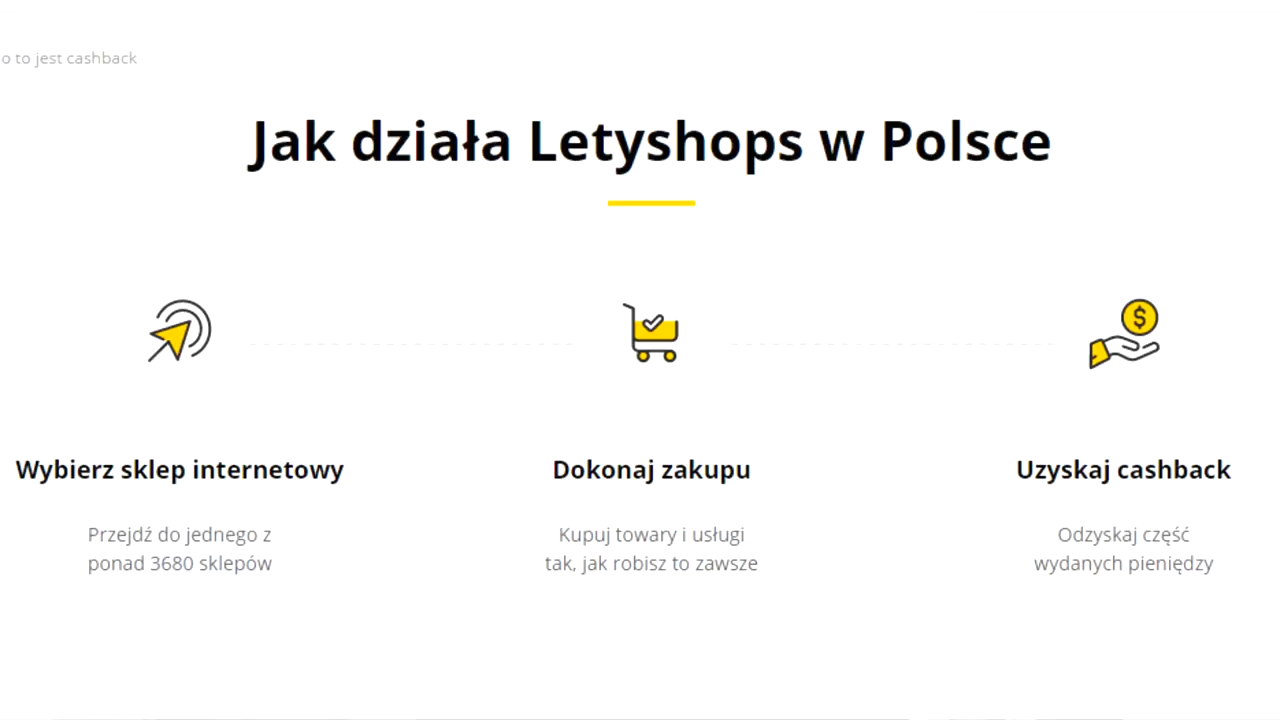 o to jest cashback
Jak działa Letyshops w Polsce
Wybierz sklep internetowy
Przejdź do jednego z
ponad 3680 sklepów
Dokonaj zakupu
Kupuj towary i usługi
tak, jak robisz to zawsze
Uzyskaj cashback
Odzyskaj część
wydanych pieniędzy